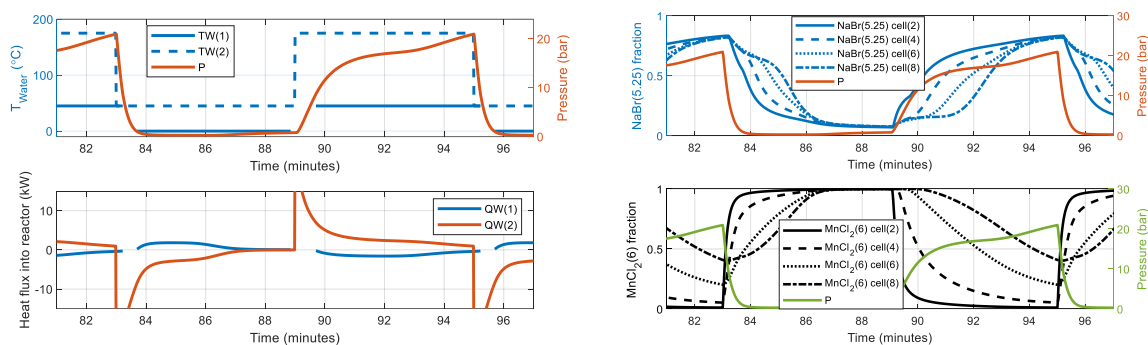 200
150
100
50
0
T_Water (°C)
TW(1)
TW(2)
P
20
10
0
Pressure (bar)
82 84 86 88 90 92 94 96
Time (minutes)
10
0
-10
Heat flux into reactor (kW)
QW(1)
QW(2)
82 84 86 88 90 92 94 96
Time (minutes)
1
0.5
0
NaBr(5.25) fraction
NaBr(5.25) cell(2)
NaBr(5.25) cell(4)
NaBr(5.25) cell(6)
NaBr(5.25) cell(8)
P
30
20
10
0
Pressure (bar)
82 84 86 88 90 92 94 96
Time (minutes)
1
0.5
0
MnCl₂(6) fraction
MnCl₂(6) cell(2)
MnCl₂(6) cell(4)
MnCl₂(6) cell(6)
MnCl₂(6) cell(8)
P
30
20
10
0
Pressure (bar)
82 84 86 88 90 92 94 96
Time (minutes)